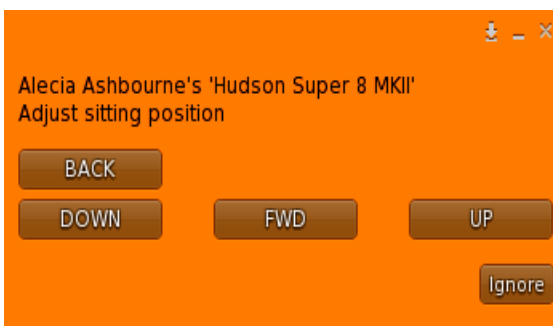 Alecia Ashbourne's 'Hudson Super 8 MKII'
Adjust sitting position
BACK
DOWN FWD UP
Ignore